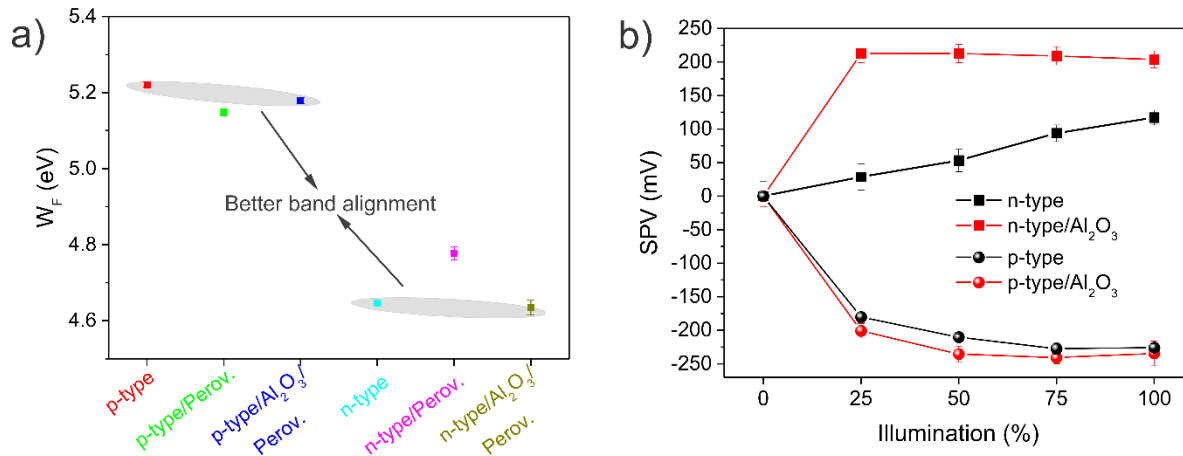 a)
5.4
5.2
5.0
4.8
4.6
W_F (eV)
Better band alignment
p-type
p-type/Perov.
p-type/Al₂O₃/
Perov.
n-type
n-type/Perov.
n-type/Al₂O₃/
Perov.
b)
200
150
100
50
0
-50
-100
-150
-200
-250
SPV (mV)
n-type
n-type/Al₂O₃
p-type
p-type/Al₂O₃
0 25 50 75 100
Illumination (%)